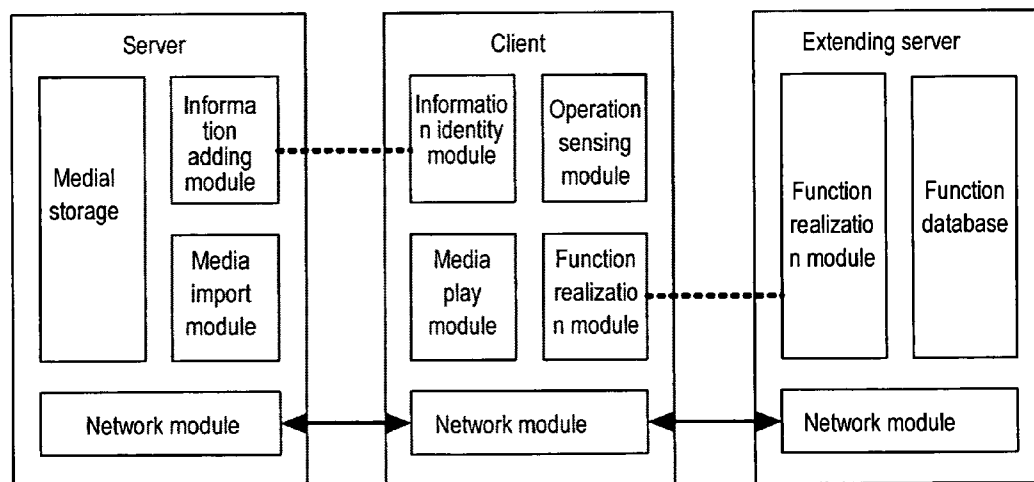 Server
Medial
storage
Informa
tion
adding
module
Media
import
module
Network module
Client
Informatio
n identity
module
Operation
sensing
module
Media
play
module
Function
realizatio
n module
Network module
Extending server
Function
realizatio
n module
Function
database
Network module